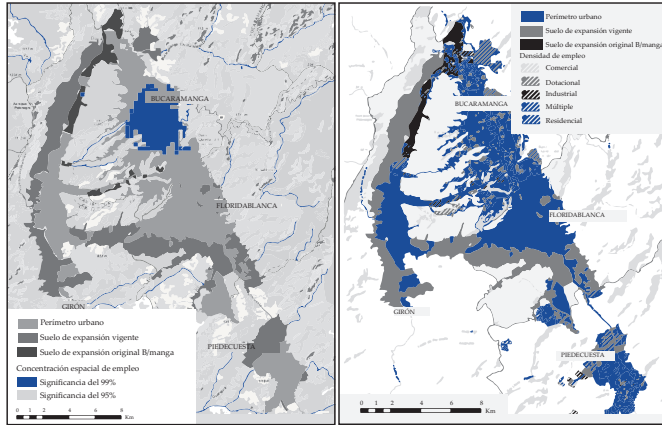 BUCARAMANGA
FLORIDABLANCA
GIRÓN
PIEDECUESTA
Perímetro urbano
Suelo de expansión vigente
Suelo de expansión original B/manga
Concentración espacial de empleo
Significancia del 99%
Significancia del 95%
0 1 2 4 6 8
Km
Perímetro urbano
Suelo de expansión vigente
Suelo de expansión original B/manga
Densidad de empleo
Comercial
Dotacional
Industrial
Múltiple
Residencial
BUCARAMANGA
FLORIDABLANCA
GIRÓN
PIEDECUESTA
0 1 2 4 6 8
Km